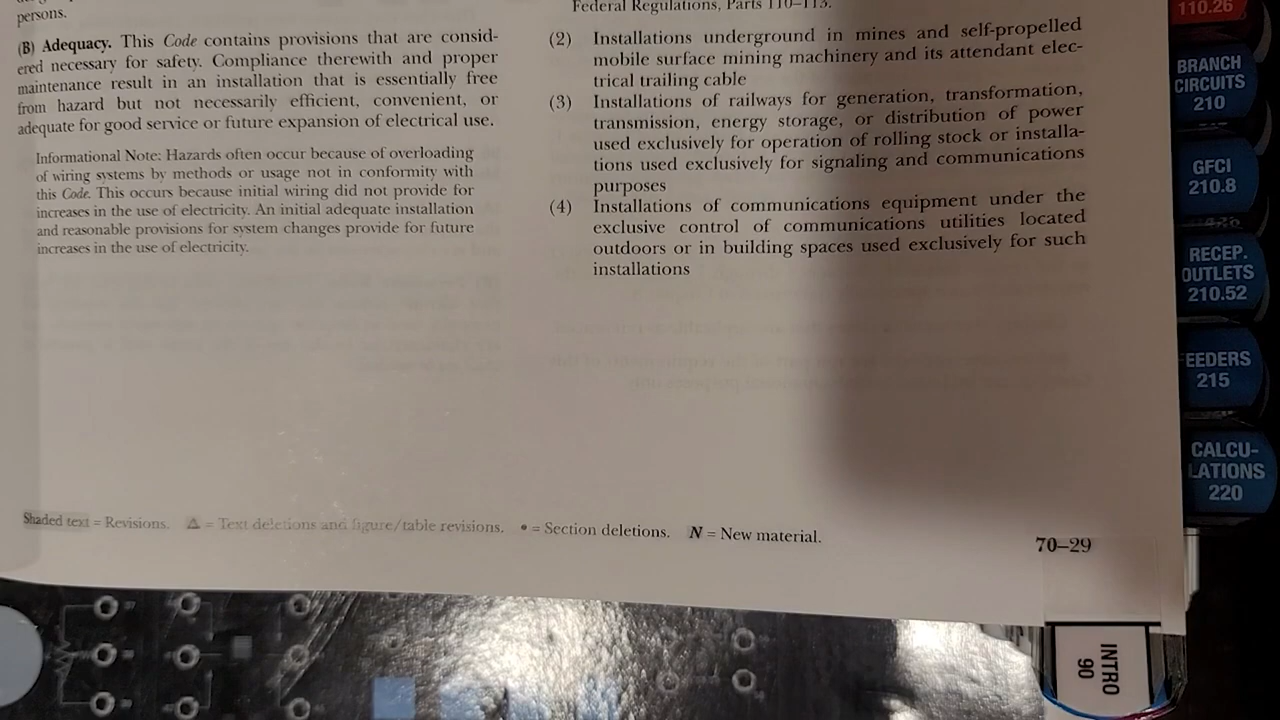 persons.
(B) Adequacy. This Code contains provisions that are consid-
ered necessary for safety. Compliance therewith and proper
maintenance result in an installation that is essentially free
from hazard but not necessarily efficient, convenient, or
adequate for good service or future expansion of electrical use.
Informational Note: Hazards often occur because of overloading
of wiring systems by methods or usage not in conformity with
this Code. This occurs because initial wiring did not provide for
increases in the use of electricity. An initial adequate installation
and reasonable provisions for system changes provide for future
increases in the use of electricity.
Federal Regulations, Parts 110–113.
(2) Installations underground in mines and self-propelled
mobile surface mining machinery and its attendant elec-
trical trailing cable
(3) Installations of railways for generation, transformation,
transmission, energy storage, or distribution of power
used exclusively for operation of rolling stock or installa-
tions used exclusively for signaling and communications
purposes
(4) Installations of communications equipment under the
exclusive control of communications utilities located
outdoors or in building spaces used exclusively for such
installations
Shaded text = Revisions. Δ = Text deletions and figure/table revisions. • = Section deletions. N = New material.
70–29
110.26
BRANCH
CIRCUITS
210
GFCI
210.8
RECEP.
OUTLETS
210.52
EEDERS
215
CALCU-
LATIONS
220
INTRO
90